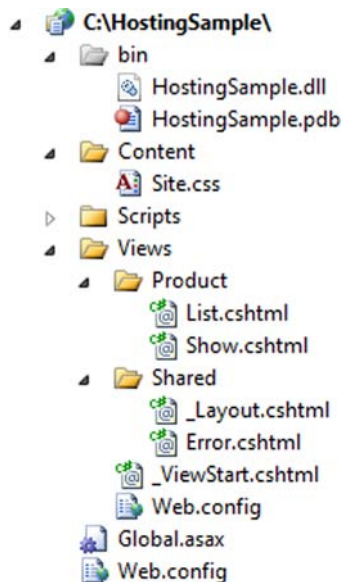 C:\HostingSample\
bin
HostingSample.dll
HostingSample.pdb
Content
Site.css
Scripts
Views
Product
List.cshtml
Show.cshtml
Shared
_Layout.cshtml
Error.cshtml
_ViewStart.cshtml
Web.config
Global.asax
Web.config